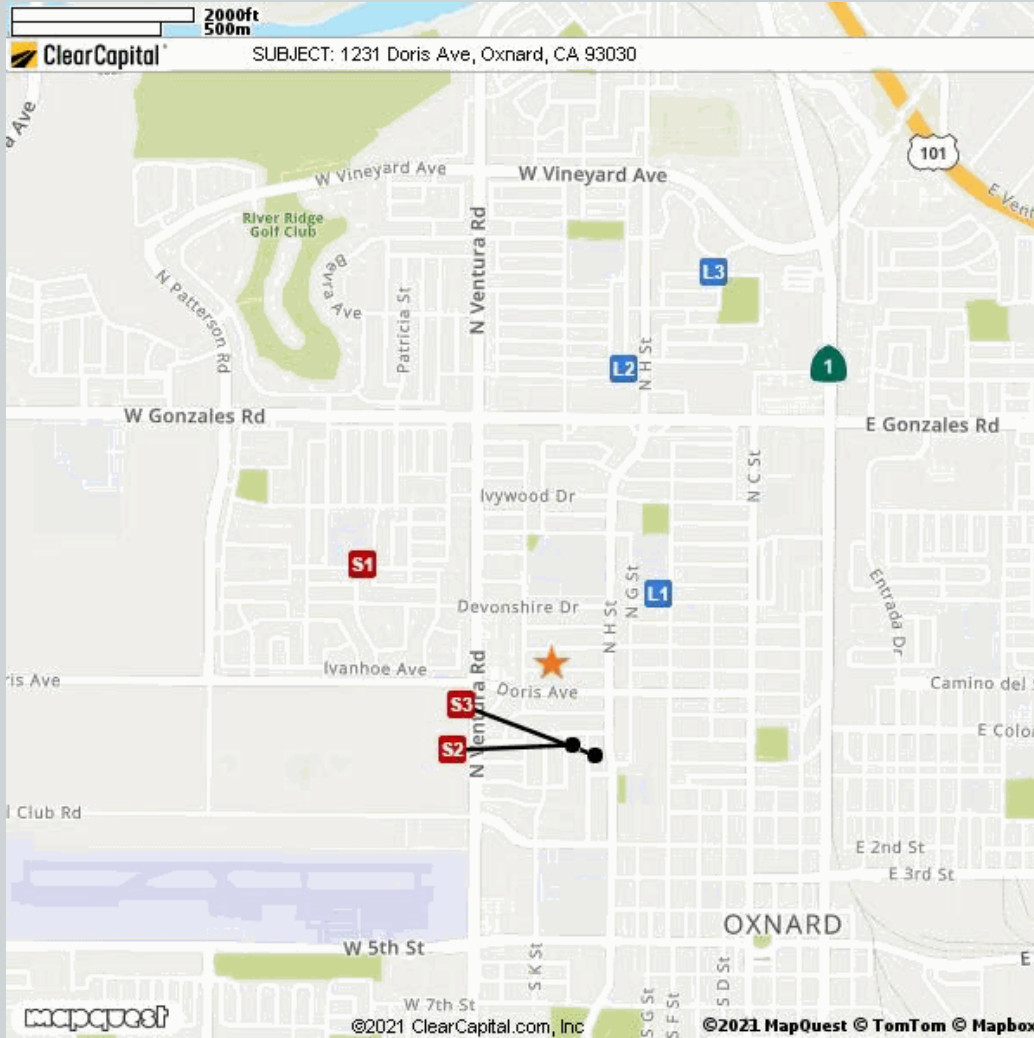 2000ft
500m
ClearCapital
SUBJECT: 1231 Doris Ave, Oxnard, CA 93030
a Ave
101
E Vent
W Vineyard Ave
W Vineyard Ave
River Ridge
Golf Club
N Ventura Rd
Bevra Ave
L3
N Patterson Rd
Patricia St
L2
N H St
1
W Gonzales Rd
E Gonzales Rd
N C St
Ivywood Dr
S1
N G St
L1
Entrada Dr
Devonshire Dr
N H St
Ivanhoe Ave
N Ventura Rd
ris Ave
Doris Ave
Camino del
S3
E Colo
S2
l Club Rd
E 2nd St
E 3rd St
OXNARD
W 5th St
E
S K St
S D St
W 7th St
S G St
S F St
mapquest
©2021 ClearCapital.com, Inc
©2021 MapQuest © TomTom © Mapbox